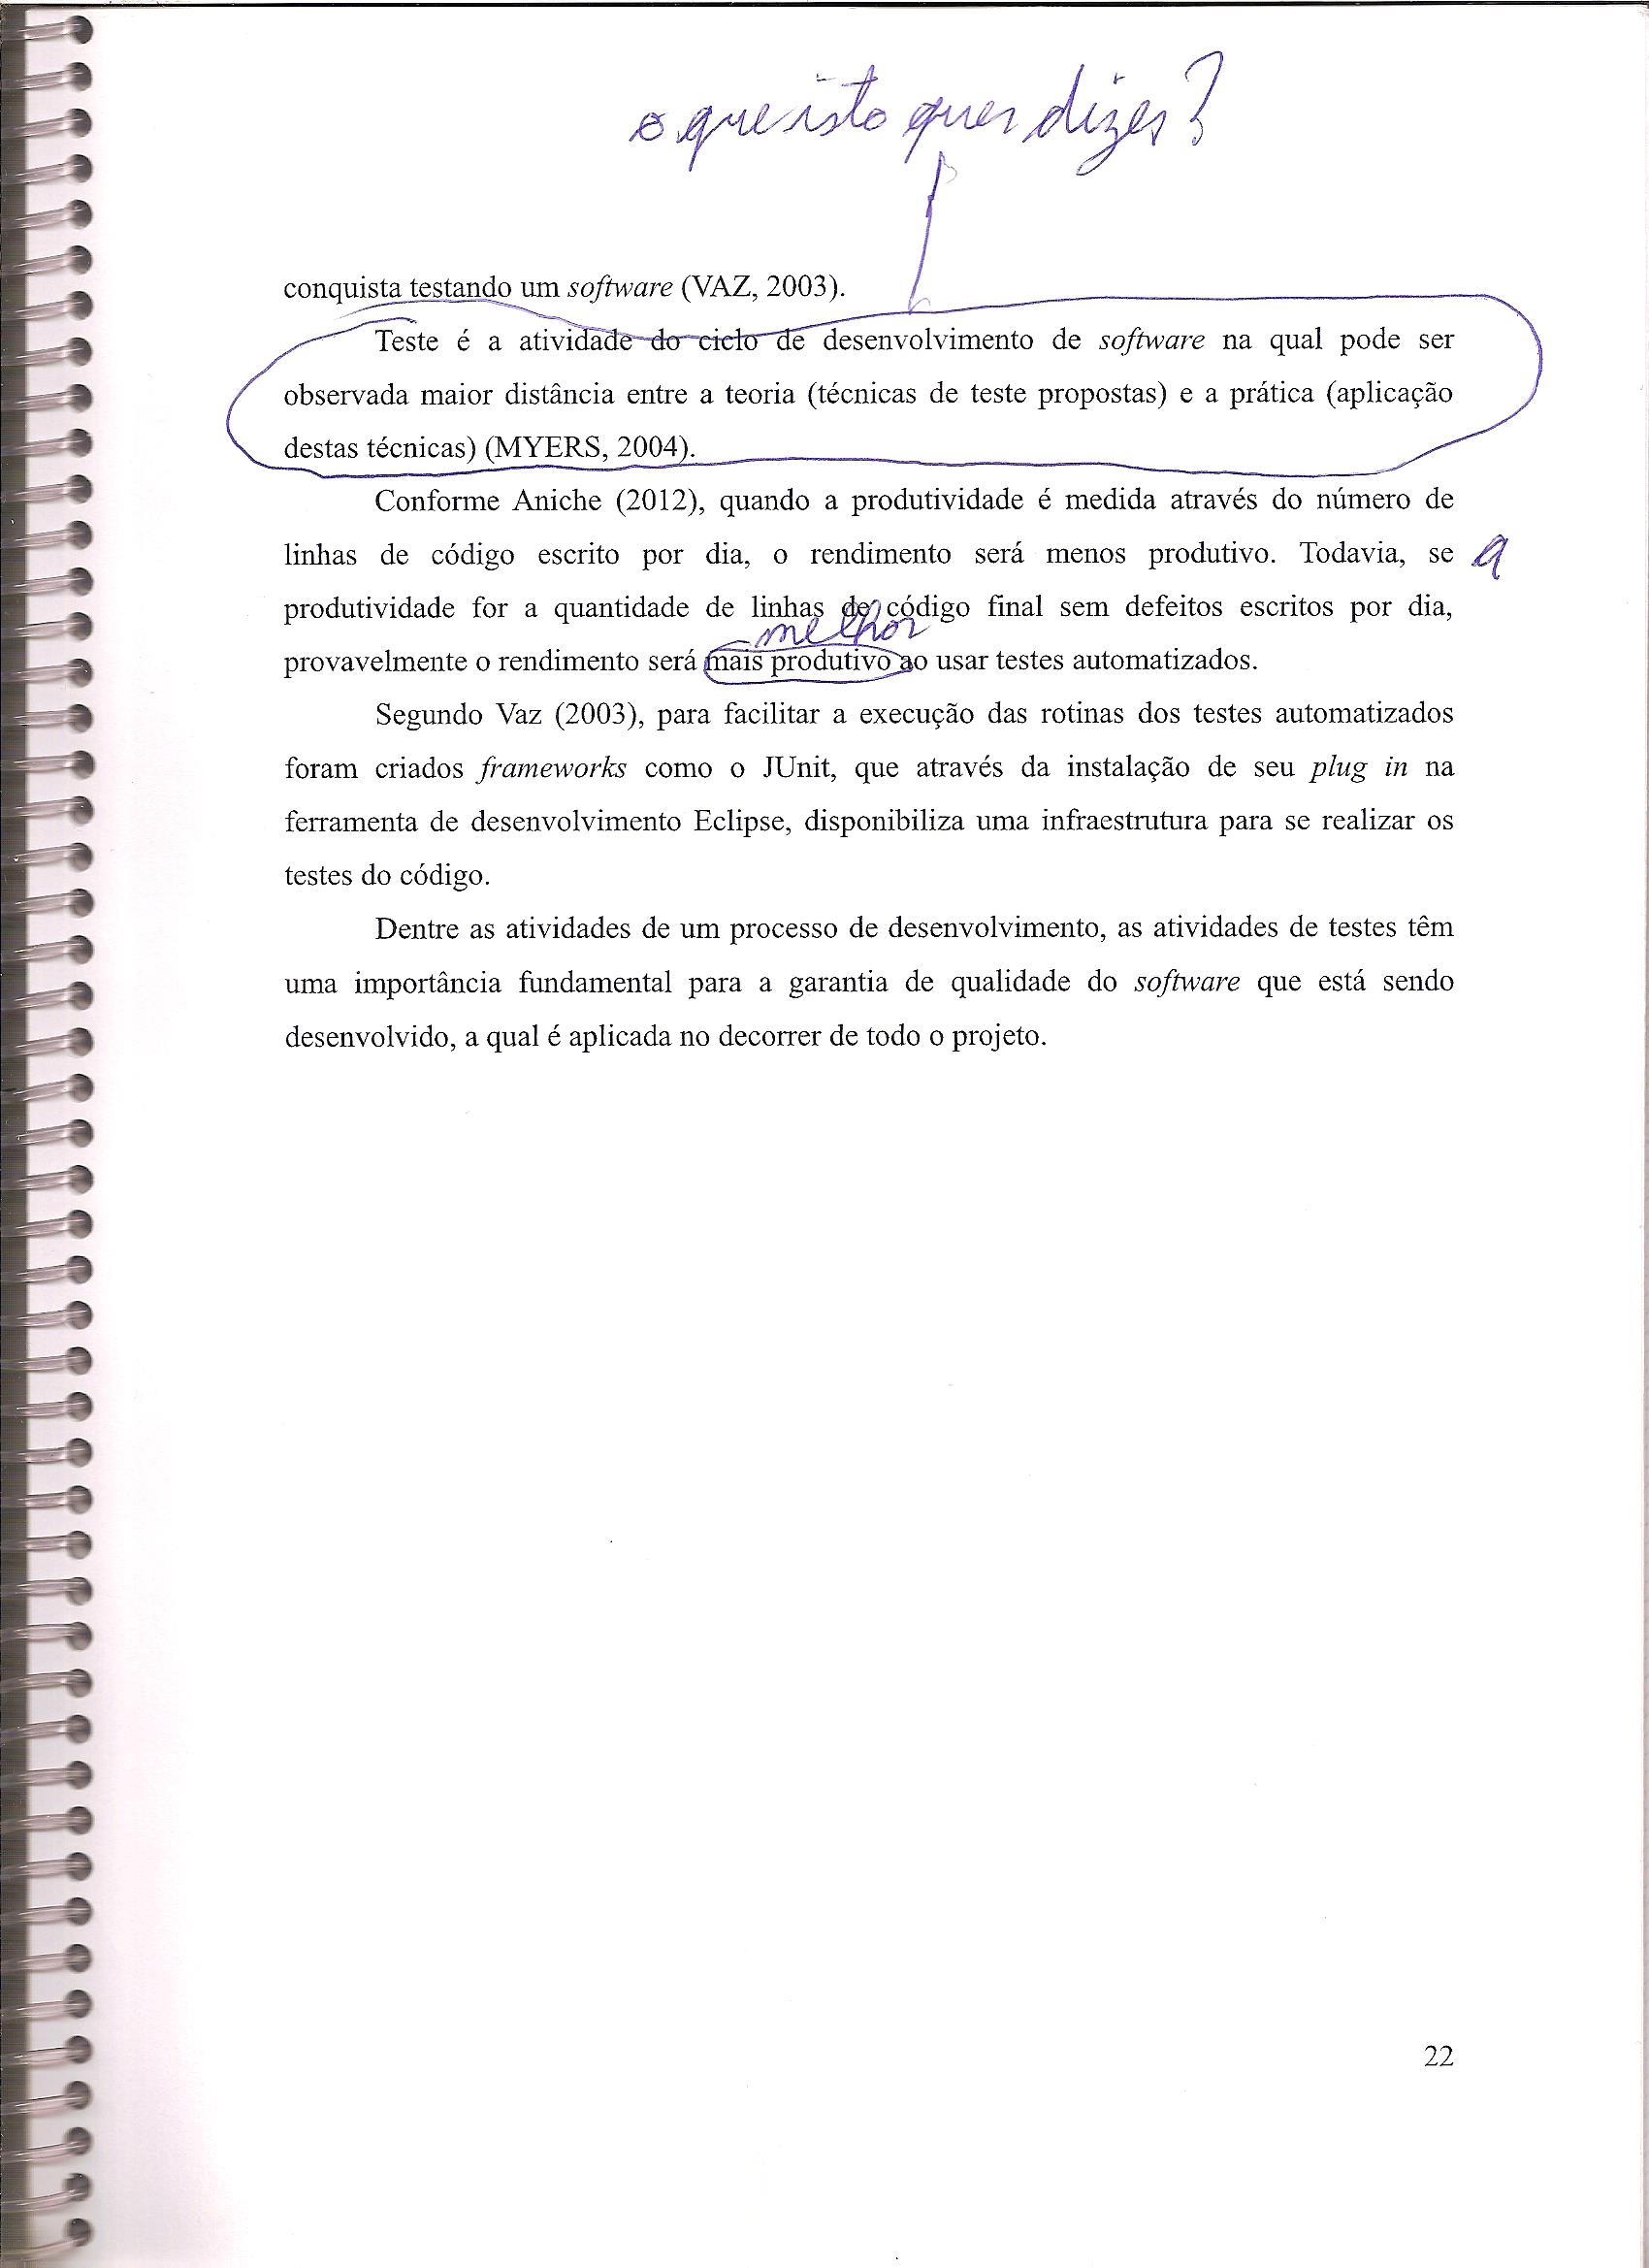 o que isto quer dizer?
conquista testando um software (VAZ, 2003).
Teste é a atividade do ciclo de desenvolvimento de software na qual pode ser
observada maior distância entre a teoria (técnicas de teste propostas) e a prática (aplicação
destas técnicas) (MYERS, 2004).
Conforme Aniche (2012), quando a produtividade é medida através do número de
linhas de código escrito por dia, o rendimento será menos produtivo. Todavia, se a
produtividade for a quantidade de linhas de código final sem defeitos escritos por dia,
melhor
provavelmente o rendimento será mais produtivo ao usar testes automatizados.
Segundo Vaz (2003), para facilitar a execução das rotinas dos testes automatizados
foram criados frameworks como o JUnit, que através da instalação de seu plug in na
ferramenta de desenvolvimento Eclipse, disponibiliza uma infraestrutura para se realizar os
testes do código.
Dentre as atividades de um processo de desenvolvimento, as atividades de testes têm
uma importância fundamental para a garantia de qualidade do software que está sendo
desenvolvido, a qual é aplicada no decorrer de todo o projeto.
22